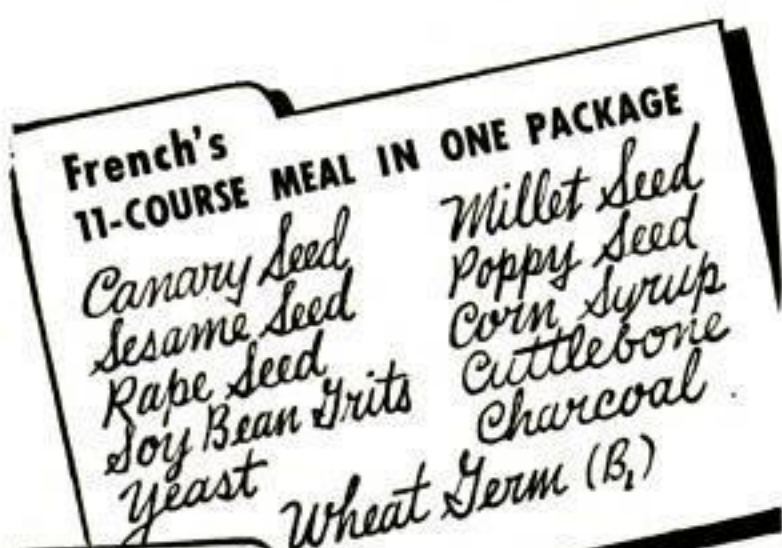 French's
11-COURSE MEAL IN ONE PACKAGE
Canary Seed
Sesame Seed
Rape Seed
Soy Bean Grits
Yeast
Millet Seed
Poppy Seed
Corn Syrup
Cuttlebone
Charcoal
Wheat Germ (B₁)